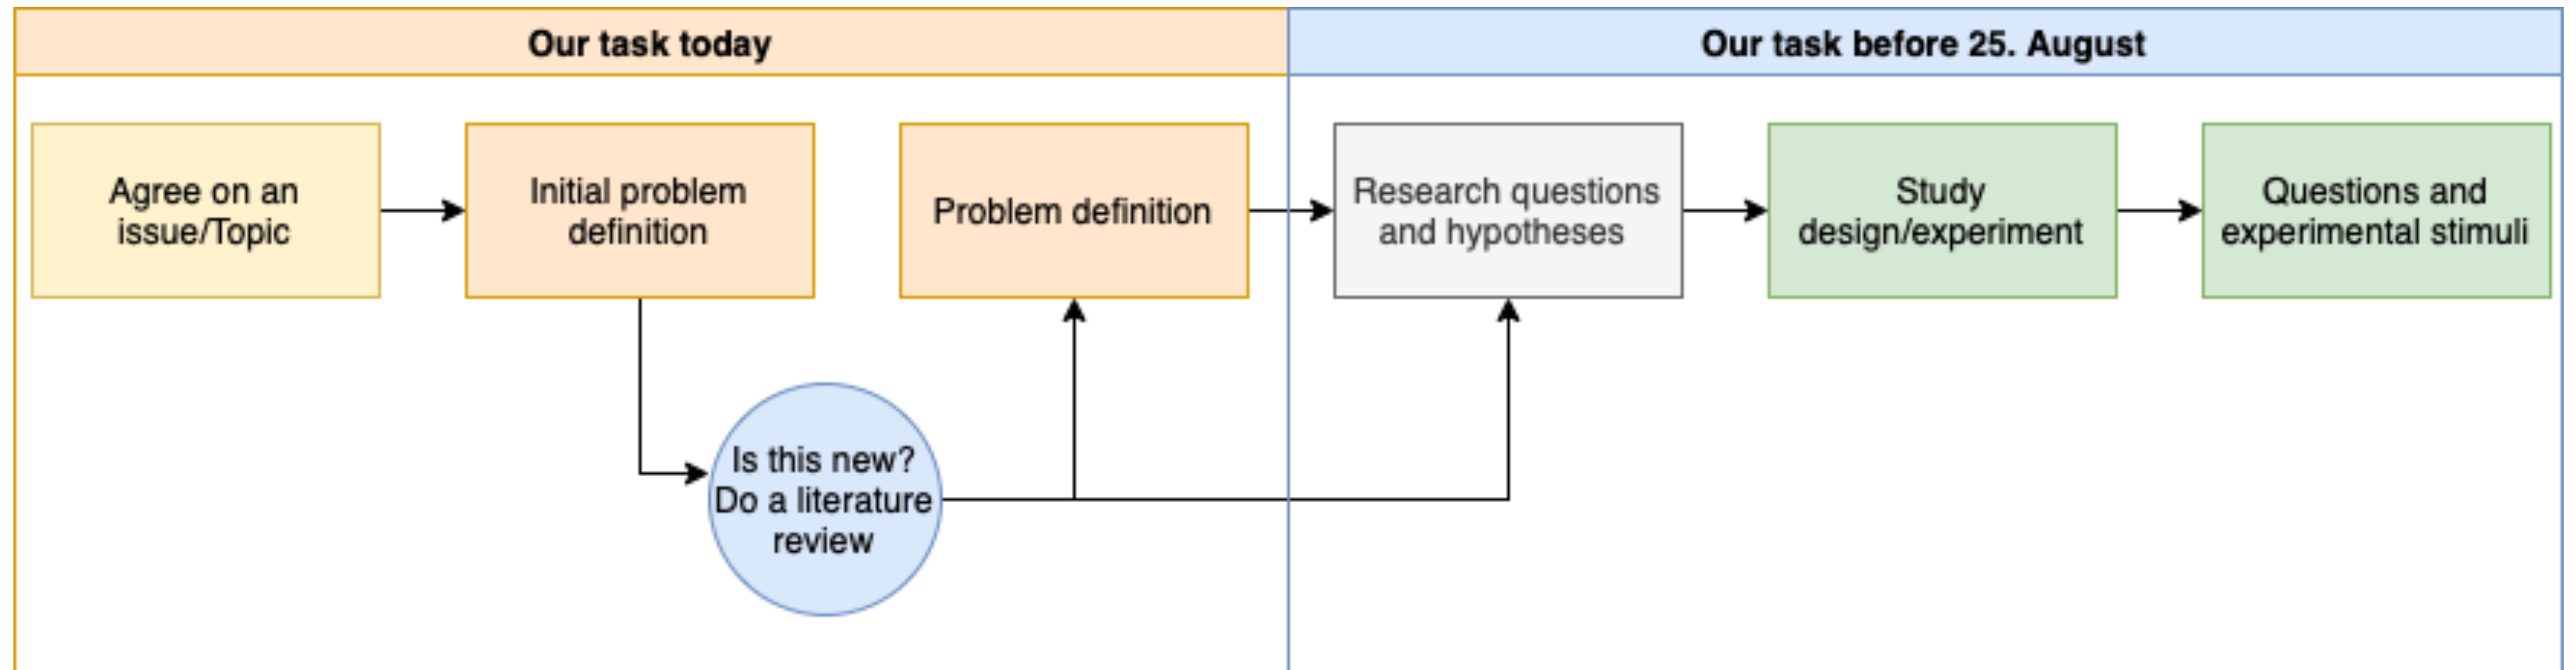 Our task today
Our task before 25. August
Agree on an
issue/Topic
Initial problem
definition
Problem definition
Research questions
and hypotheses
Study
design/experiment
Questions and
experimental stimuli
Is this new?
Do a literature
review